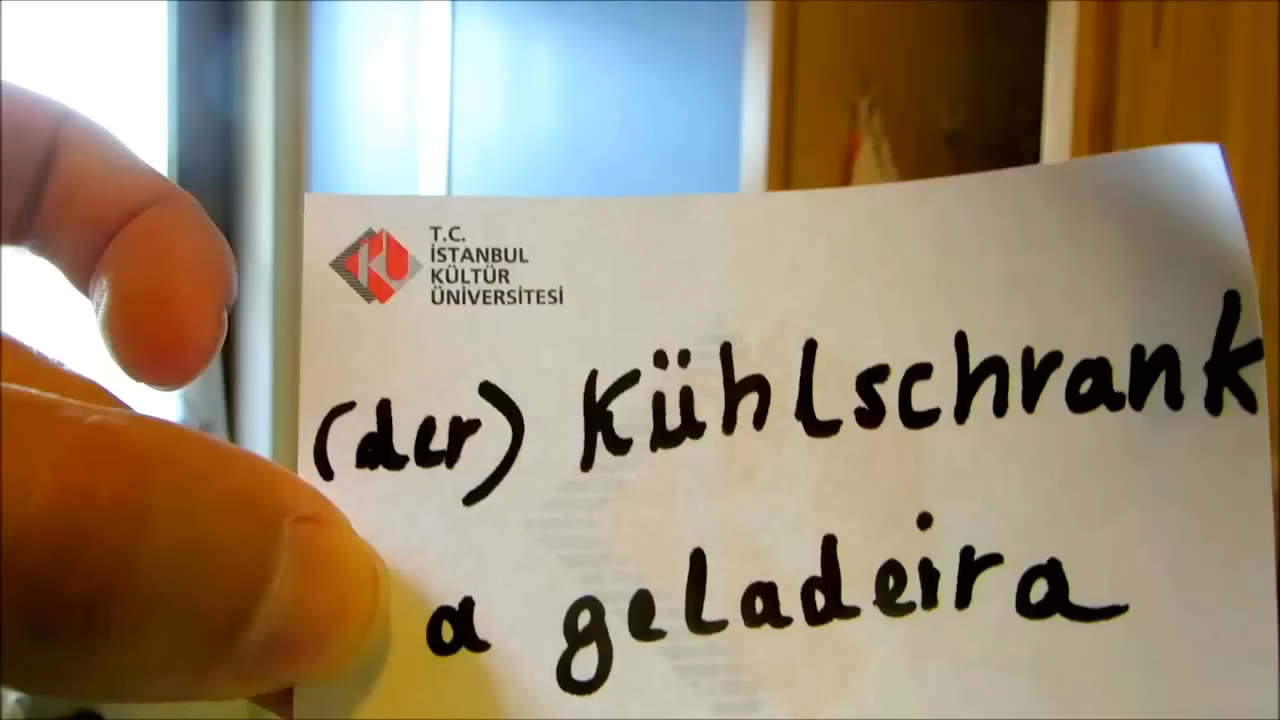 T.C.
İSTANBUL
KÜLTÜR
ÜNİVERSİTESİ
(der) Kühlschrank
a geladeira